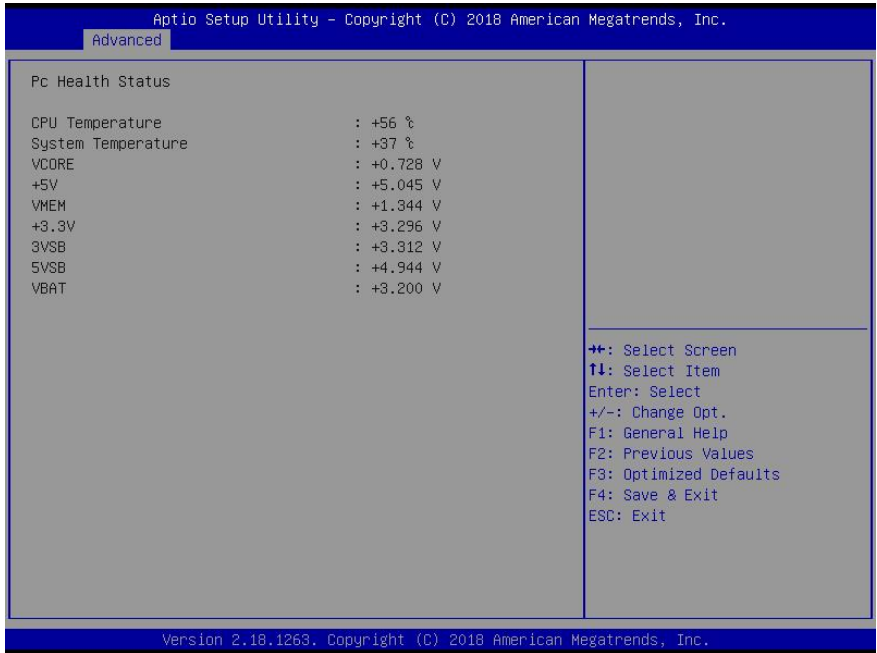 Aptio Setup Utility – Copyright (C) 2018 American Megatrends, Inc.
Advanced
Pc Health Status
CPU Temperature : +56 ℃
System Temperature : +37 ℃
VCORE : +0.728 V
+5V : +5.045 V
VMEM : +1.344 V
+3.3V : +3.296 V
3VSB : +3.312 V
5VSB : +4.944 V
VBAT : +3.200 V
→←: Select Screen
↑↓: Select Item
Enter: Select
+/-: Change Opt.
F1: General Help
F2: Previous Values
F3: Optimized Defaults
F4: Save & Exit
ESC: Exit
Version 2.18.1263. Copyright (C) 2018 American Megatrends, Inc.